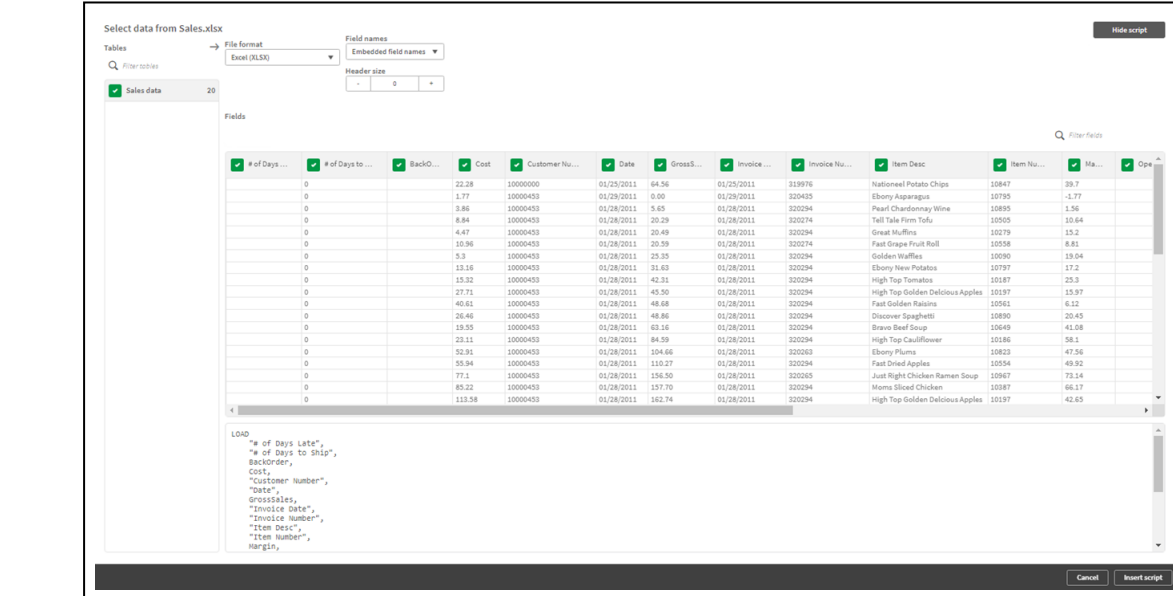 Select data from Sales.xlsx
Hide script
Tables
File format
Field names
Filter tables
Excel (XLSX)
Embedded field names
Header size
- 0 +
Sales data 20
Fields
Filter fields
# of Days ... # of Days to ... BackO... Cost Customer Nu... Date GrossS... Invoice ... Invoice Nu... Item Desc Item Nu... Ma... Ope
0 22.28 10000000 01/25/2011 64.56 01/25/2011 319976 Nationeel Potato Chips 10847 39.7
0 1.77 10000453 01/29/2011 0.00 01/29/2011 320435 Ebony Asparagus 10795 -1.77
0 3.86 10000453 01/28/2011 5.65 01/28/2011 320294 Pearl Chardonnay Wine 10895 1.56
0 8.84 10000453 01/28/2011 20.29 01/28/2011 320274 Tell Tale Firm Tofu 10505 10.64
0 4.47 10000453 01/28/2011 20.49 01/28/2011 320294 Great Muffins 10279 15.2
0 10.96 10000453 01/28/2011 20.59 01/28/2011 320274 Fast Grape Fruit Roll 10558 8.81
0 5.3 10000453 01/28/2011 25.35 01/28/2011 320294 Golden Waffles 10090 19.04
0 13.16 10000453 01/28/2011 31.63 01/28/2011 320294 Ebony New Potatos 10797 17.2
0 15.32 10000453 01/28/2011 42.31 01/28/2011 320294 High Top Tomatos 10187 25.3
0 27.71 10000453 01/28/2011 45.50 01/28/2011 320294 High Top Golden Delcious Apples 10197 15.97
0 40.61 10000453 01/28/2011 48.68 01/28/2011 320294 Fast Golden Raisins 10561 6.12
0 26.46 10000453 01/28/2011 48.86 01/28/2011 320294 Discover Spaghetti 10890 20.45
0 19.55 10000453 01/28/2011 63.16 01/28/2011 320294 Bravo Beef Soup 10649 41.08
0 23.11 10000453 01/28/2011 84.59 01/28/2011 320294 High Top Cauliflower 10186 58.1
0 52.91 10000453 01/28/2011 104.66 01/28/2011 320263 Ebony Plums 10823 47.56
0 55.94 10000453 01/28/2011 110.27 01/28/2011 320294 Fast Dried Apples 10554 49.92
0 77.1 10000453 01/28/2011 156.50 01/28/2011 320265 Just Right Chicken Ramen Soup 10967 73.14
0 85.22 10000453 01/28/2011 157.70 01/28/2011 320294 Moms Sliced Chicken 10387 66.17
0 113.58 10000453 01/28/2011 162.74 01/28/2011 320294 High Top Golden Delcious Apples 10197 42.65
LOAD
"# of Days Late",
"# of Days to Ship",
BackOrder,
Cost,
"Customer Number",
"Date",
GrossSales,
"Invoice Date",
"Invoice Number",
"Item Desc",
"Item Number",
Margin,
Cancel
Insert script